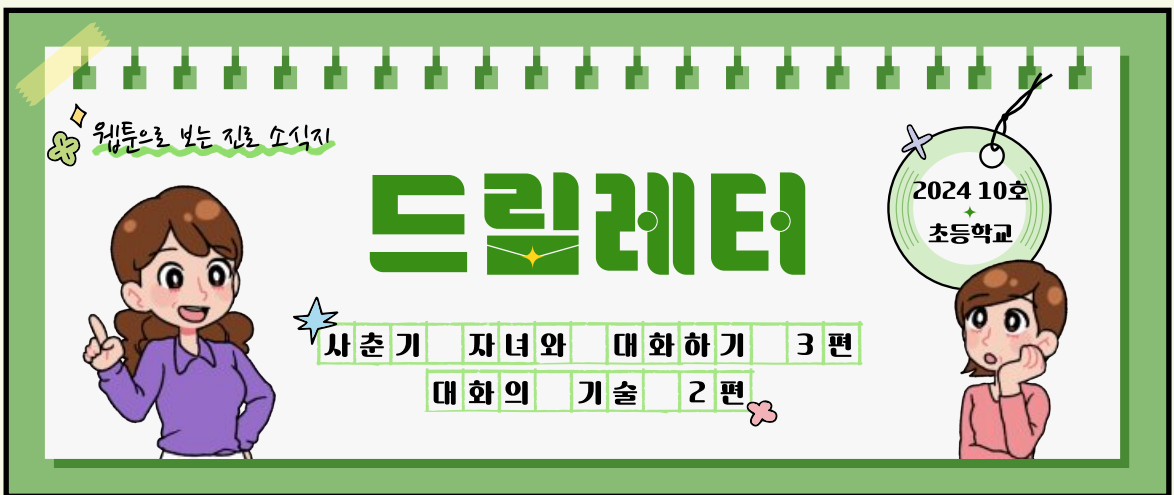 웹툰으로 보는 진로 소식지
드림레터
2024 10호
초등학교
사춘기 자녀와 대화하기 3편
대화의 기술 2편